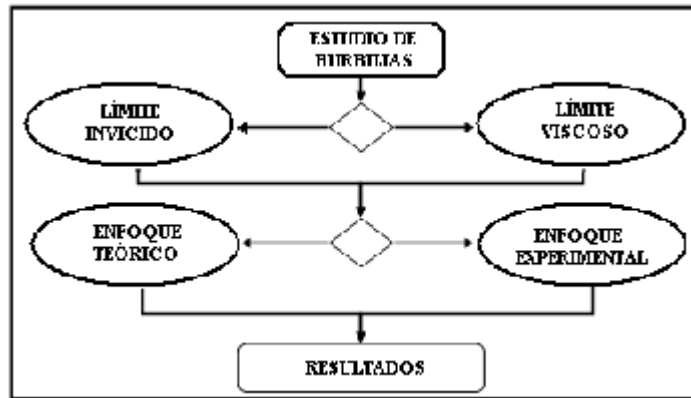 ESTUDIO DE
BURBUJAS
LÍMITE
INVICIDO
LÍMITE
VISCOSO
ENFOQUE
TEÓRICO
ENFOQUE
EXPERIMENTAL
RESULTADOS